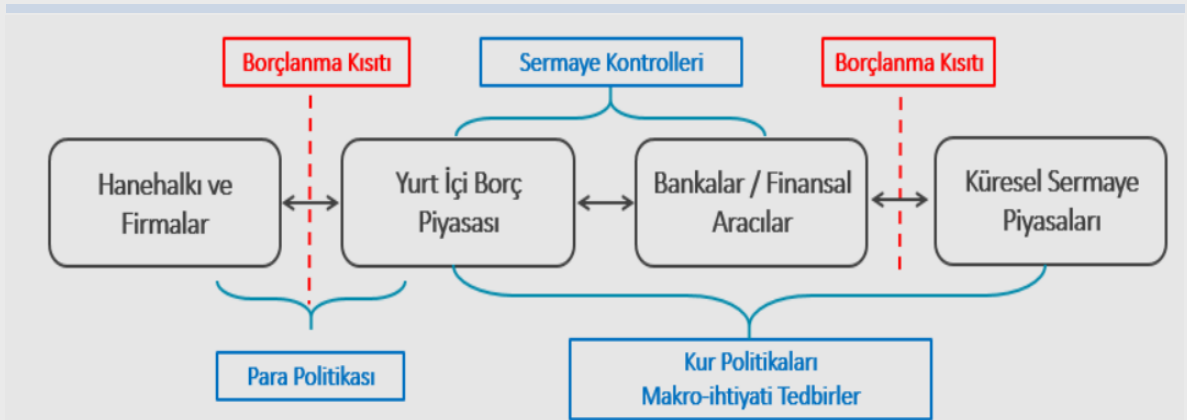 Borçlanma Kısıtı
Sermaye Kontrolleri
Borçlanma Kısıtı
Hanehalkı ve
Firmalar
Yurt İçi Borç
Piyasası
Bankalar / Finansal
Aracılar
Küresel Sermaye
Piyasaları
Para Politikası
Kur Politikaları
Makro-ihtiyati Tedbirler